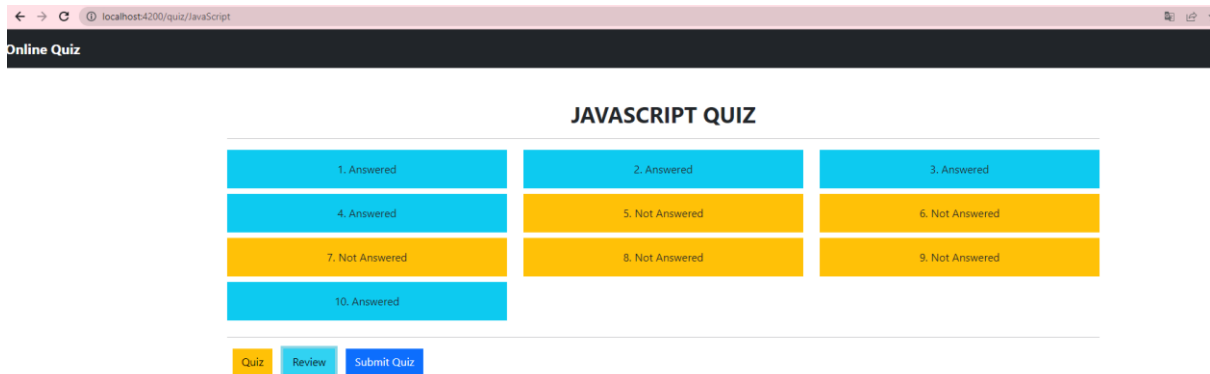 localhost:4200/quiz/JavaScript
Online Quiz
JAVASCRIPT QUIZ
1. Answered 2. Answered 3. Answered
4. Answered 5. Not Answered 6. Not Answered
7. Not Answered 8. Not Answered 9. Not Answered
10. Answered
Quiz Review Submit Quiz